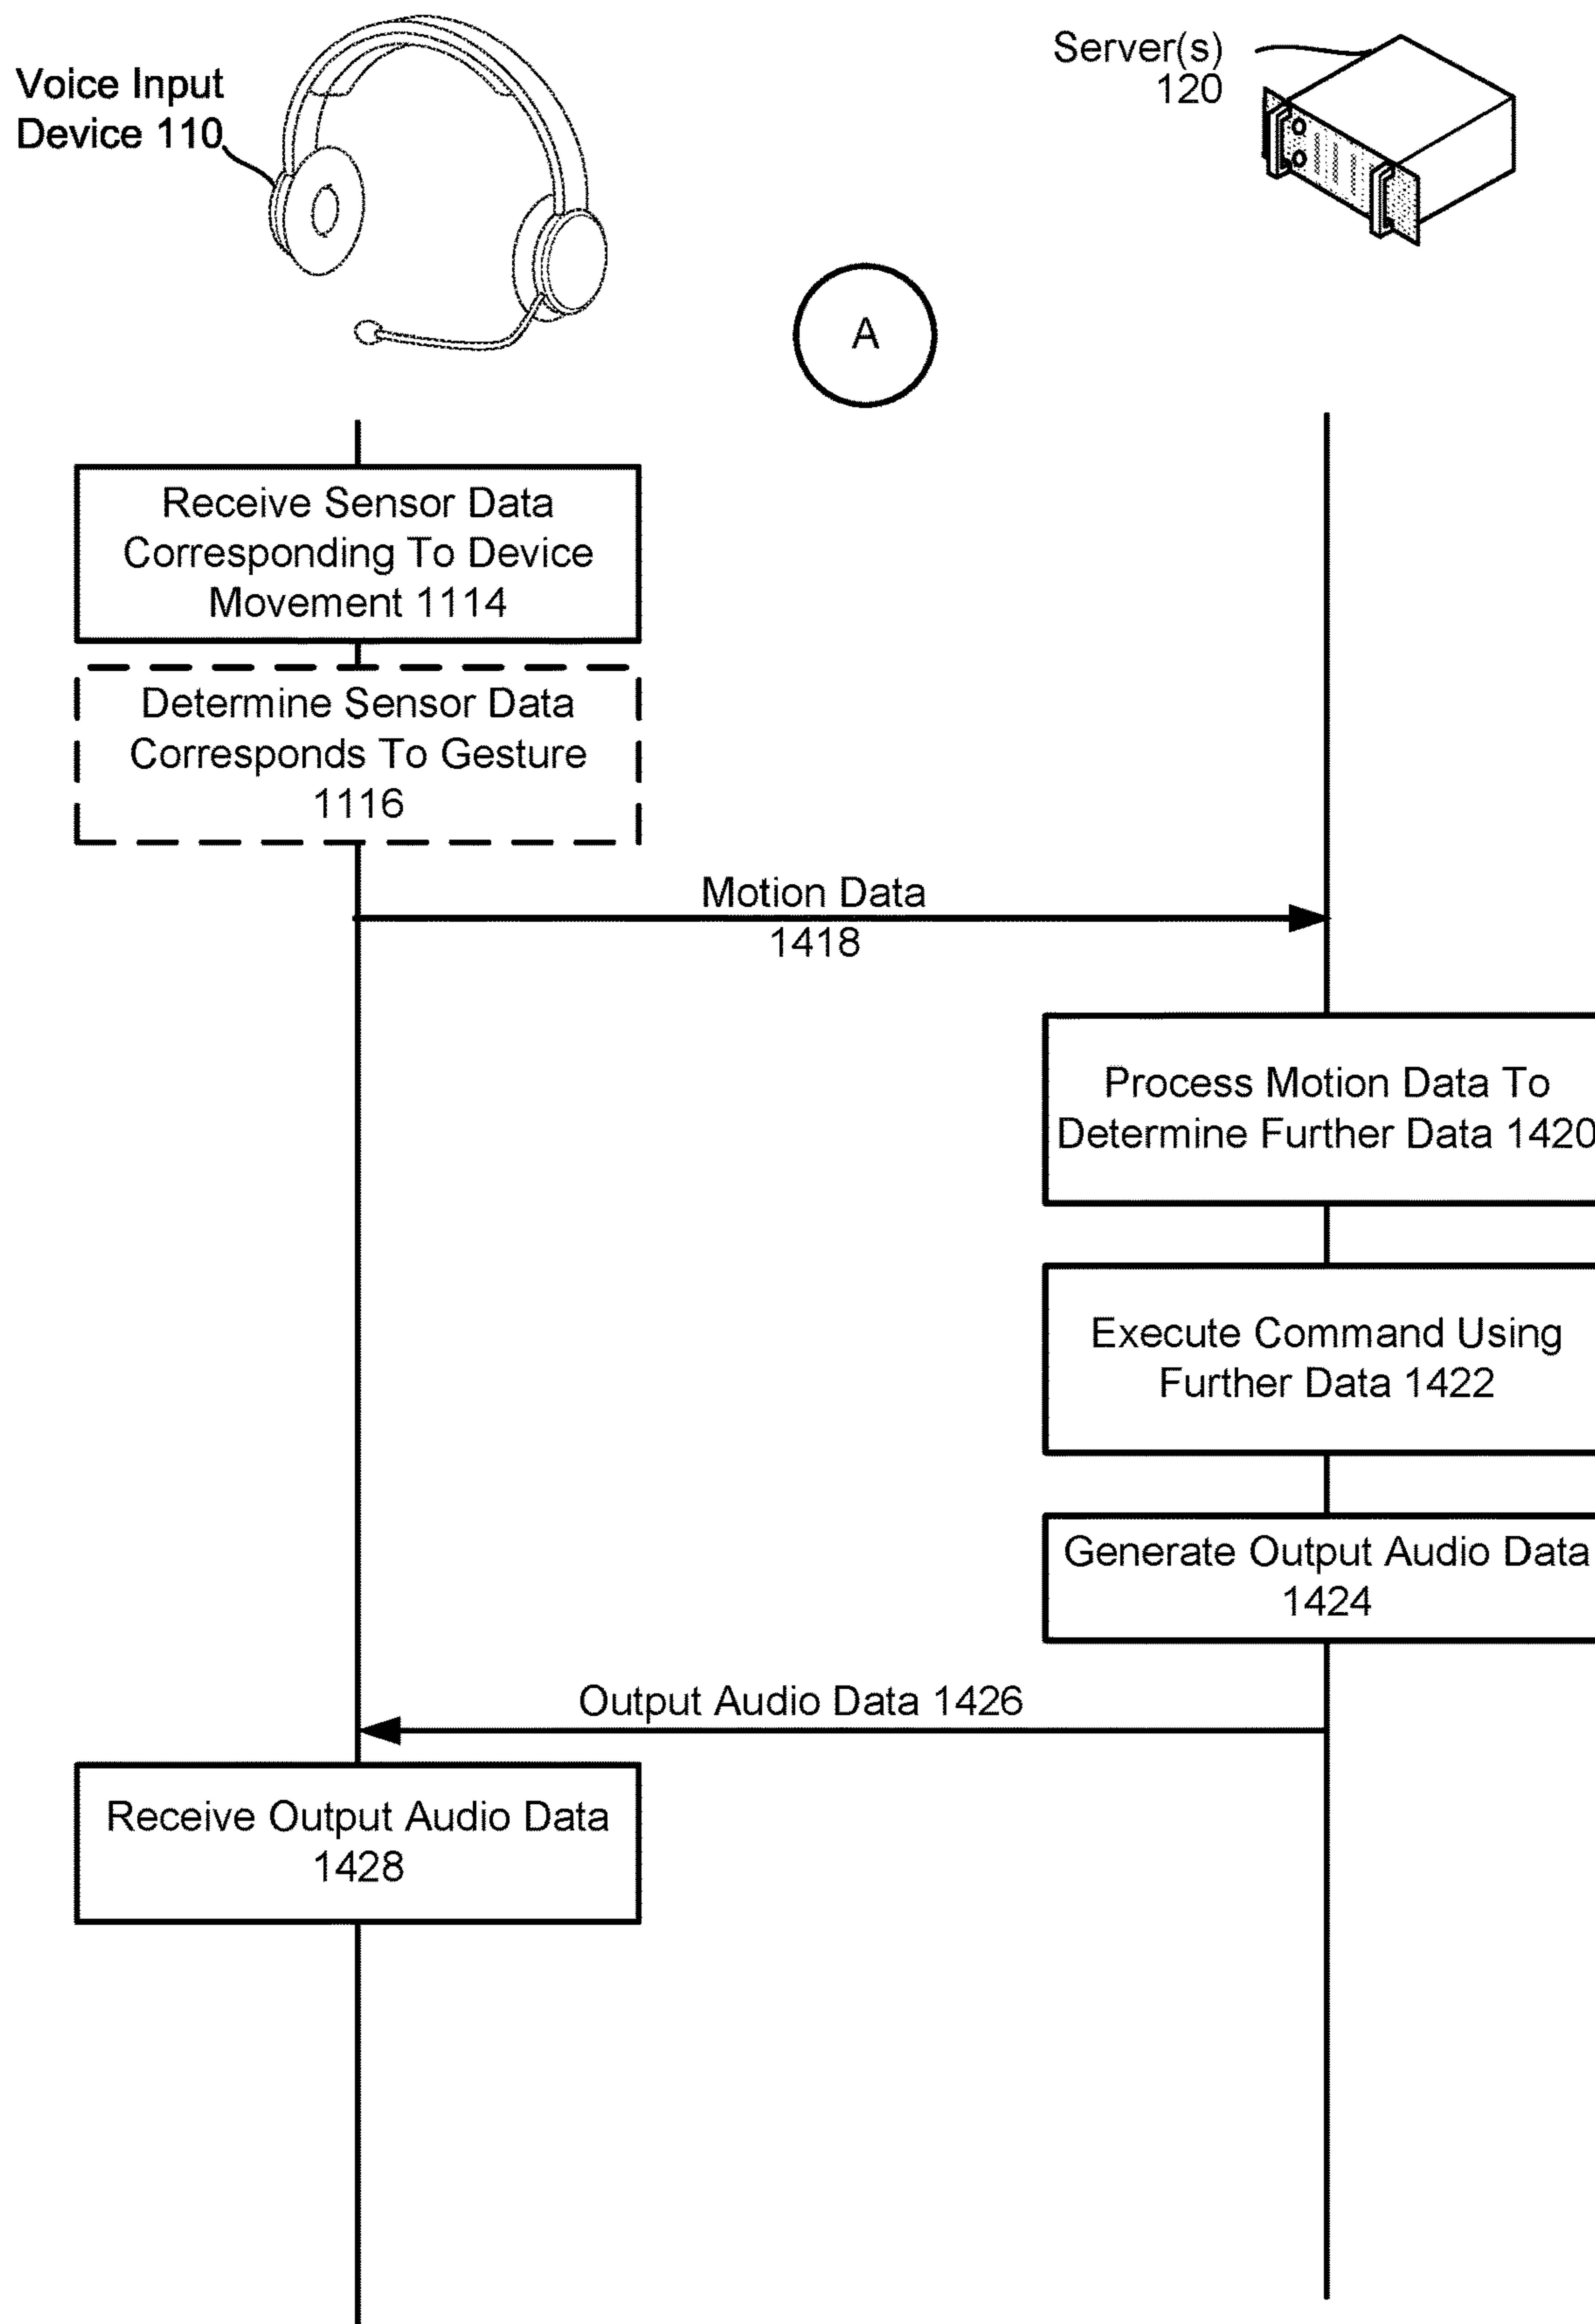 Voice Input
Device 110
Server(s)
120
A
Receive Sensor Data
Corresponding To Device
Movement 1114
Determine Sensor Data
Corresponds To Gesture
1116
Motion Data
1418
Process Motion Data To
Determine Further Data 1420
Execute Command Using
Further Data 1422
Generate Output Audio Data
1424
Output Audio Data 1426
Receive Output Audio Data
1428